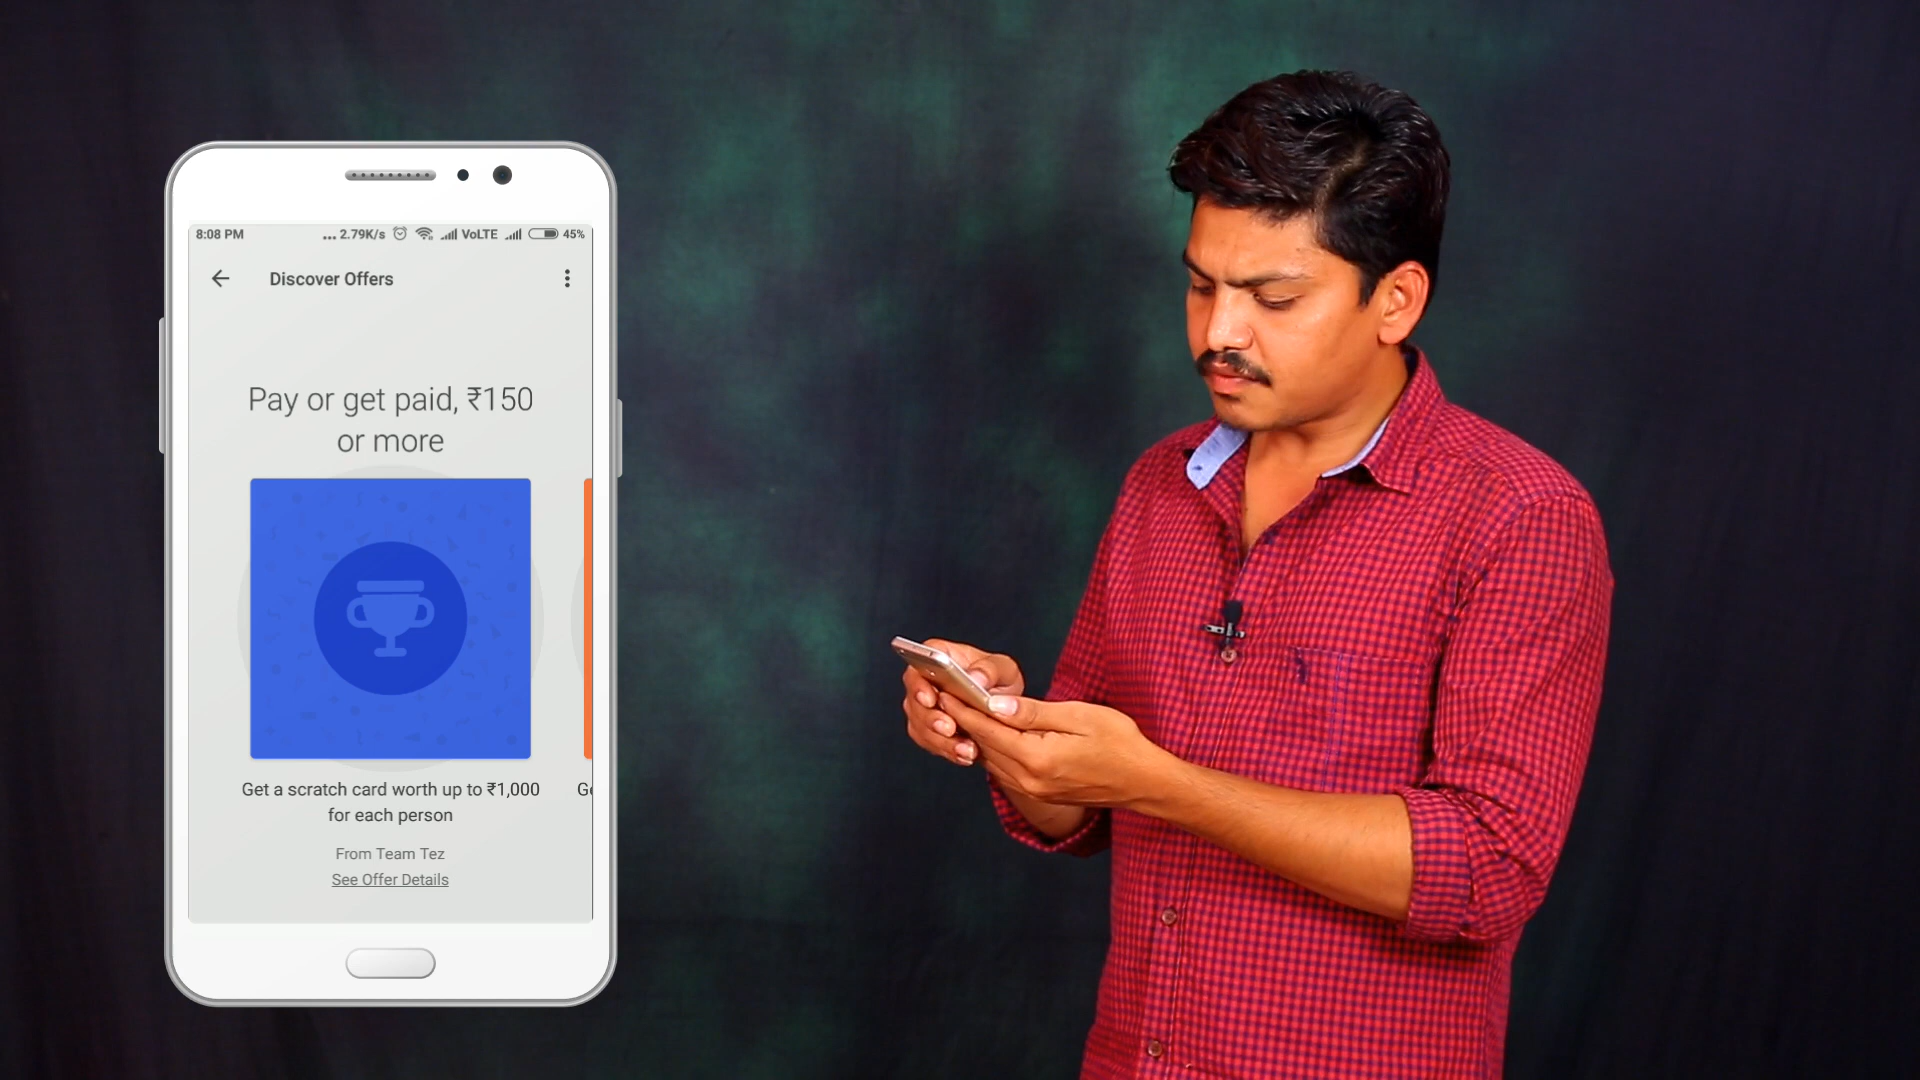 8:08 PM ... 2.79K/s VoLTE 45%
Discover Offers
Pay or get paid, ₹150
or more
Get a scratch card worth up to ₹1,000
for each person
From Team Tez
See Offer Details